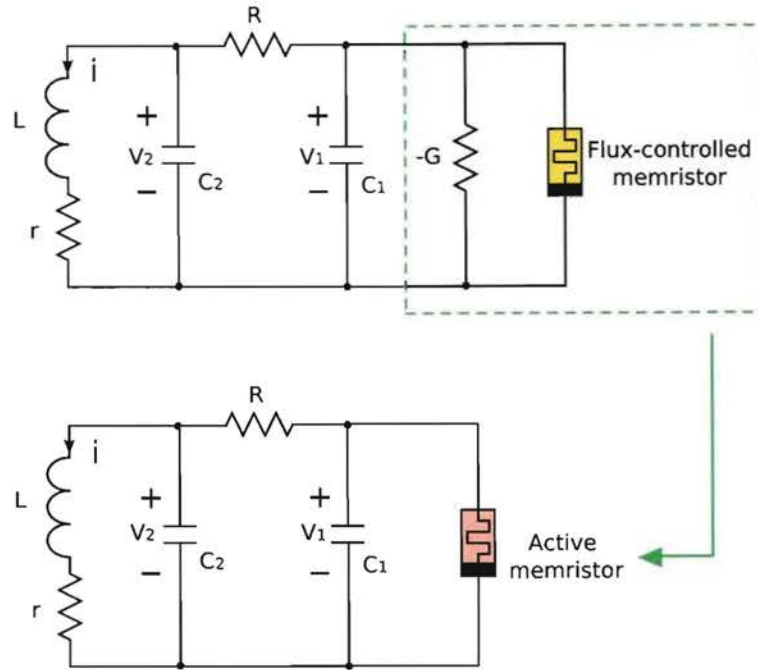 R
i
L
+
+
V2
V1
-G
Flux-controlled
memristor
−
−
C2
C1
r
R
i
L
+
+
V2
V1
Active
memristor
−
−
C2
C1
r